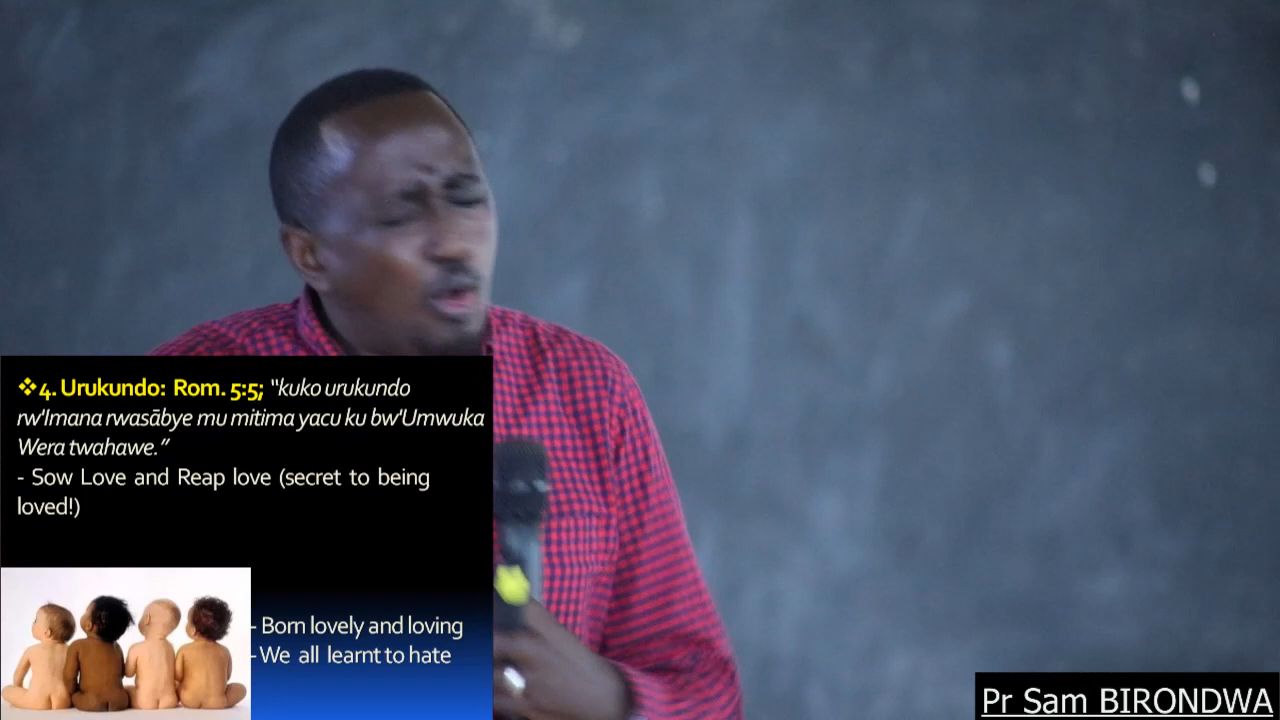 ❖4. Urukundo: Rom. 5:5; “kuko urukundo
rw'Imana rwasābye mu mitima yacu ku bw'Umwuka
Wera twahawe.”
- Sow Love and Reap love (secret to being
loved!)
- Born lovely and loving
- We all learnt to hate
Pr Sam BIRONDWA